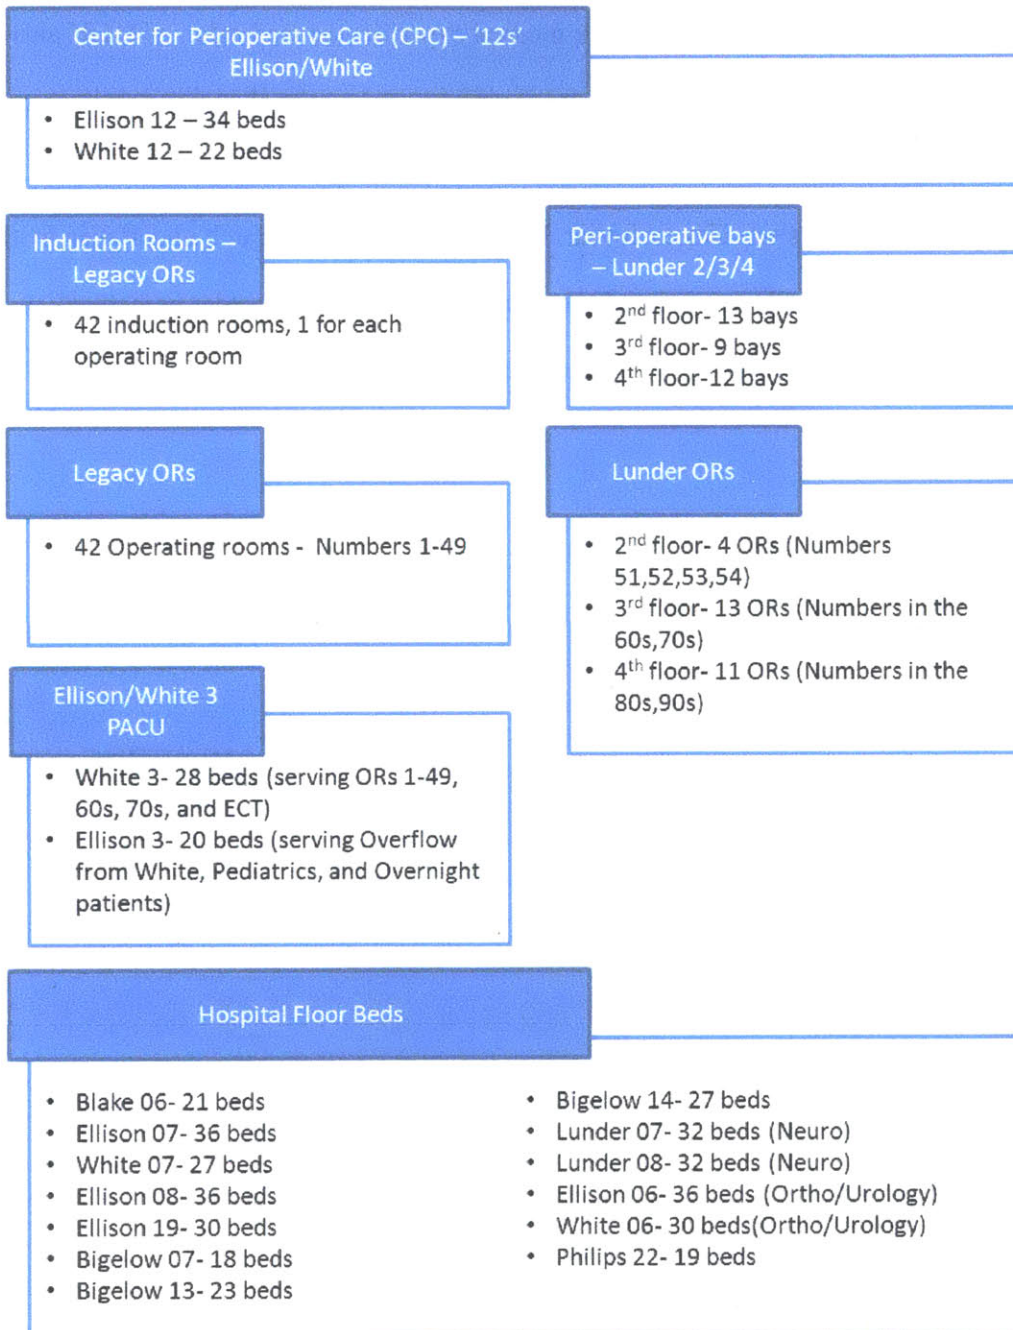 Center for Perioperative Care (CPC) – ‘12s’
Ellison/White
• Ellison 12 – 34 beds
• White 12 – 22 beds
Induction Rooms –
Legacy ORs
• 42 induction rooms, 1 for each
operating room
Peri-operative bays
– Lunder 2/3/4
• 2nd floor- 13 bays
• 3rd floor- 9 bays
• 4th floor-12 bays
Legacy ORs
• 42 Operating rooms - Numbers 1-49
Lunder ORs
• 2nd floor- 4 ORs (Numbers
51,52,53,54)
• 3rd floor- 13 ORs (Numbers in the
60s,70s)
• 4th floor- 11 ORs (Numbers in the
80s,90s)
Ellison/White 3
PACU
• White 3- 28 beds (serving ORs 1-49,
60s, 70s, and ECT)
• Ellison 3- 20 beds (serving Overflow
from White, Pediatrics, and Overnight
patients)
Hospital Floor Beds
• Blake 06- 21 beds
• Ellison 07- 36 beds
• White 07- 27 beds
• Ellison 08- 36 beds
• Ellison 19- 30 beds
• Bigelow 07- 18 beds
• Bigelow 13- 23 beds
• Bigelow 14- 27 beds
• Lunder 07- 32 beds (Neuro)
• Lunder 08- 32 beds (Neuro)
• Ellison 06- 36 beds (Ortho/Urology)
• White 06- 30 beds(Ortho/Urology)
• Philips 22- 19 beds